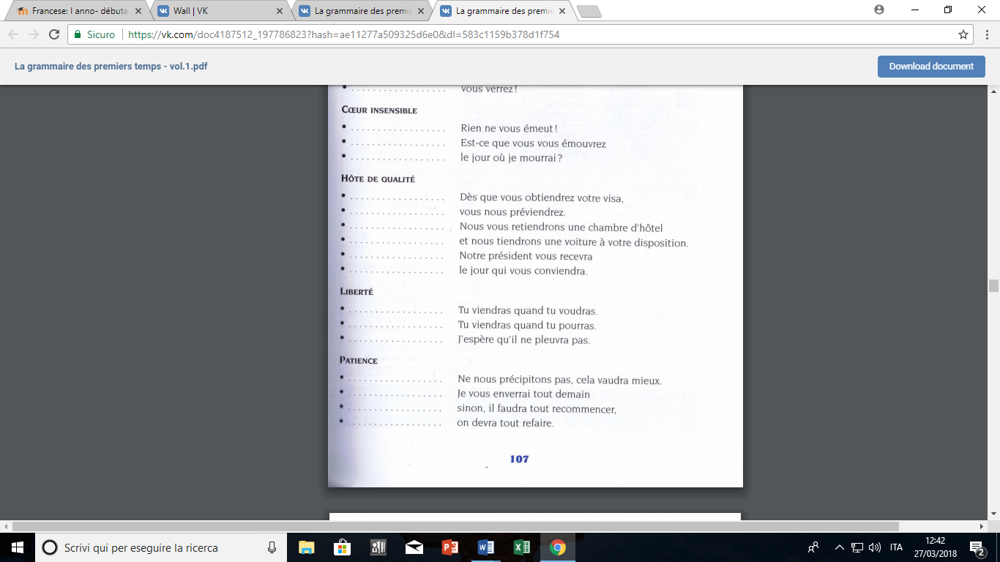 Francese: I anno- débuta
Wall | VK
La grammaire des premie
La grammaire des premie
Sicuro | https://vk.com/doc4187512_197786823?hash=ae11277a509325d6e0&dl=583c1159b378d1f754
La grammaire des premiers temps - vol.1.pdf
Download document
• . . . . . . . . . . . . . . . . . vous verrez !
CŒUR INSENSIBLE
• . . . . . . . . . . . . . . . . . Rien ne vous émeut !
• . . . . . . . . . . . . . . . . . Est-ce que vous vous émouvrez
• . . . . . . . . . . . . . . . . . le jour où je mourrai ?
HÔTE DE QUALITÉ
• . . . . . . . . . . . . . . . . . Dès que vous obtiendrez votre visa,
• . . . . . . . . . . . . . . . . . vous nous préviendrez.
• . . . . . . . . . . . . . . . . . Nous vous retiendrons une chambre d'hôtel
• . . . . . . . . . . . . . . . . . et nous tiendrons une voiture à votre disposition.
• . . . . . . . . . . . . . . . . . Notre président vous recevra
• . . . . . . . . . . . . . . . . . le jour qui vous conviendra.
LIBERTÉ
• . . . . . . . . . . . . . . . . . Tu viendras quand tu voudras.
• . . . . . . . . . . . . . . . . . Tu viendras quand tu pourras.
• . . . . . . . . . . . . . . . . . J'espère qu'il ne pleuvra pas.
PATIENCE
• . . . . . . . . . . . . . . . . . Ne nous précipitons pas, cela vaudra mieux.
• . . . . . . . . . . . . . . . . . Je vous enverrai tout demain
• . . . . . . . . . . . . . . . . . sinon, il faudra tout recommencer,
• . . . . . . . . . . . . . . . . . on devra tout refaire.
107
Scrivi qui per eseguire la ricerca
ITA
12:42
27/03/2018
2